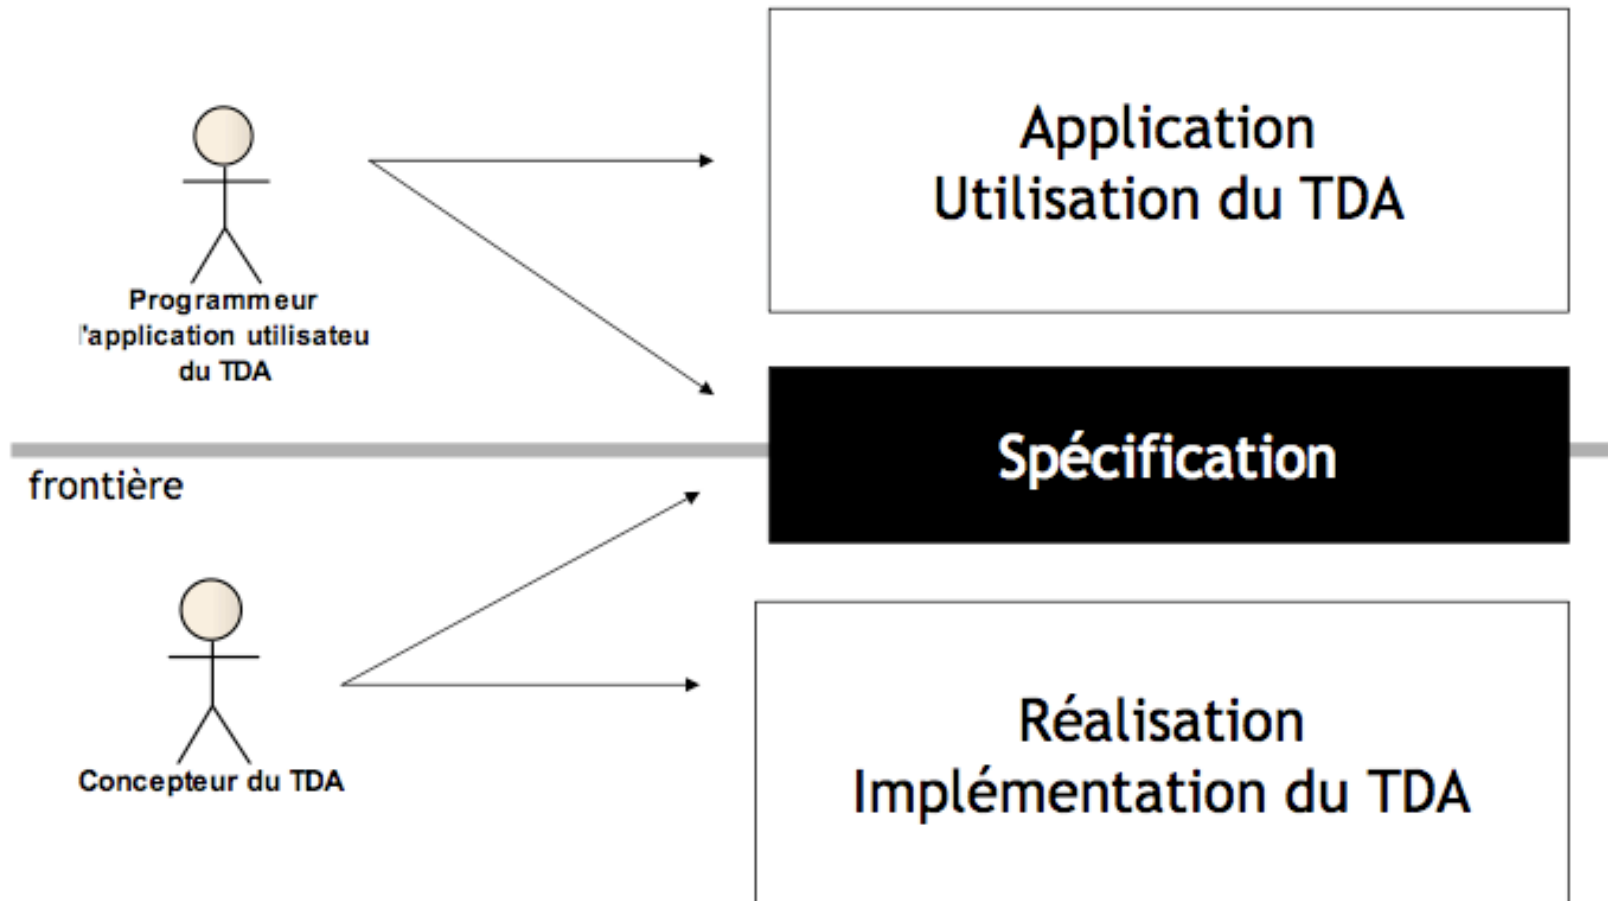 Application
Utilisation du TDA
Programmeur
l'application utilisateu
du TDA
Spécification
frontière
Réalisation
Implémentation du TDA
Concepteur du TDA